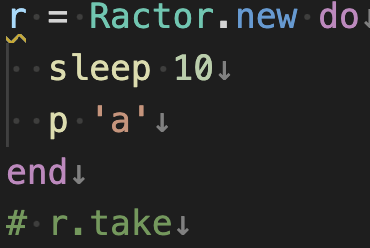 r = Ractor.new do↓
  sleep 10↓
  p 'a'↓
end↓
# r.take↓